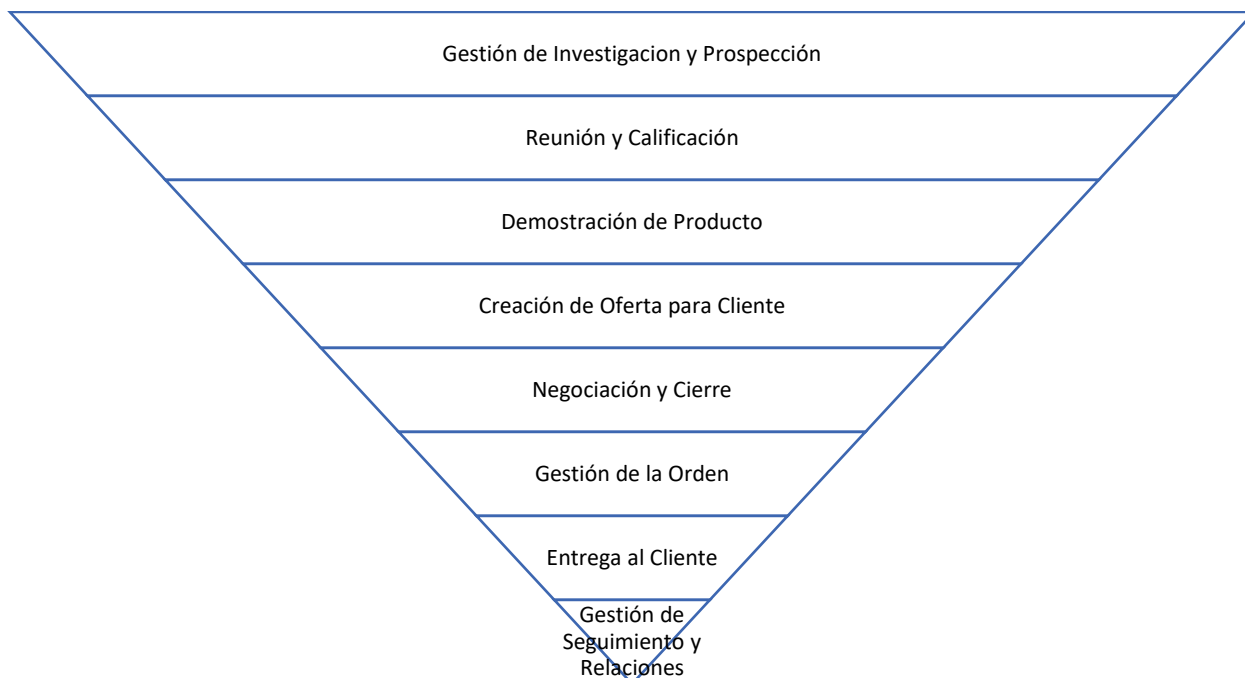 Gestión de Investigacion y Prospección
Reunión y Calificación
Demostración de Producto
Creación de Oferta para Cliente
Negociación y Cierre
Gestión de la Orden
Entrega al Cliente
Gestión de
Seguimiento y
Relaciones